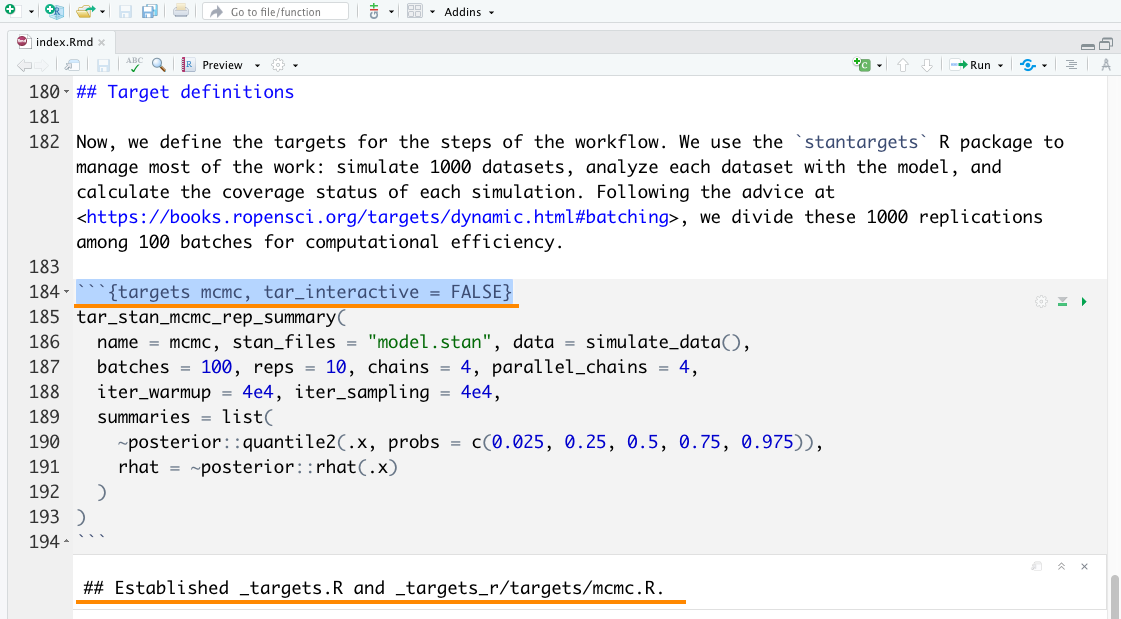 Go to file/function
Addins
index.Rmd
ABC
Preview
Run
180 ## Target definitions
181
182 Now, we define the targets for the steps of the workflow. We use the `stantargets` R package to
manage most of the work: simulate 1000 datasets, analyze each dataset with the model, and
calculate the coverage status of each simulation. Following the advice at
<https://books.ropensci.org/targets/dynamic.html#batching>, we divide these 1000 replications
among 100 batches for computational efficiency.
183
184 ```{targets mcmc, tar_interactive = FALSE}
185 tar_stan_mcmc_rep_summary(
186 name = mcmc, stan_files = "model.stan", data = simulate_data(),
187 batches = 100, reps = 10, chains = 4, parallel_chains = 4,
188 iter_warmup = 4e4, iter_sampling = 4e4,
189 summaries = list(
190 ~posterior::quantile2(.x, probs = c(0.025, 0.25, 0.5, 0.75, 0.975)),
191 rhat = ~posterior::rhat(.x)
192 )
193 )
194 ```
## Established _targets.R and _targets_r/targets/mcmc.R.